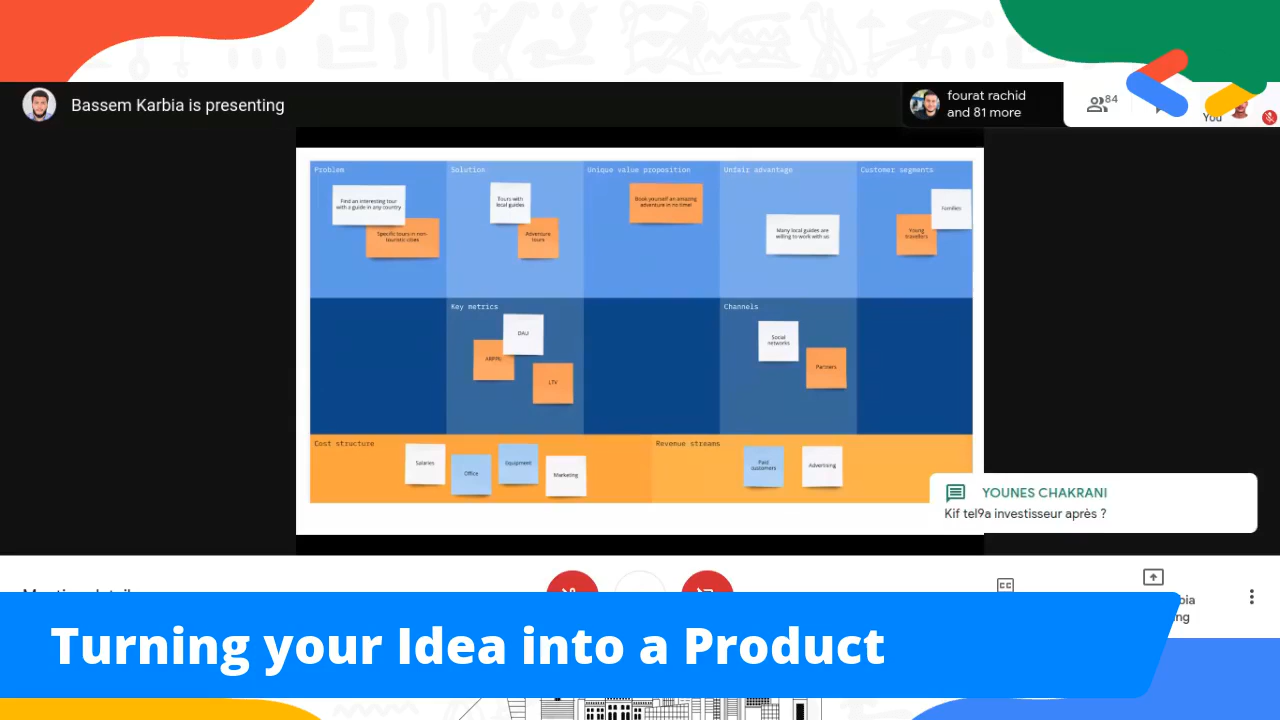 Bassem Karbia is presenting
fourat rachid
and 81 more
84
You
Problem
Solution
Unique value proposition
Unfair advantage
Customer segments
Find an interesting tour
with a guide in any country
Specific tours in non-
touristic cities
Tours with
local guides
Adventure
tours
Book yourself an amazing
adventure in no time!
Many local guides are
willing to work with us
Families
Young
travellers
Key metrics
DAU
ARPPU
LTV
Channels
Social
networks
Partners
Cost structure
Salaries
Office
Equipment
Marketing
Revenue streams
Paid
customers
Advertising
YOUNES CHAKRANI
Kif tel9a investisseur après ?
CC
Turning your Idea into a Product